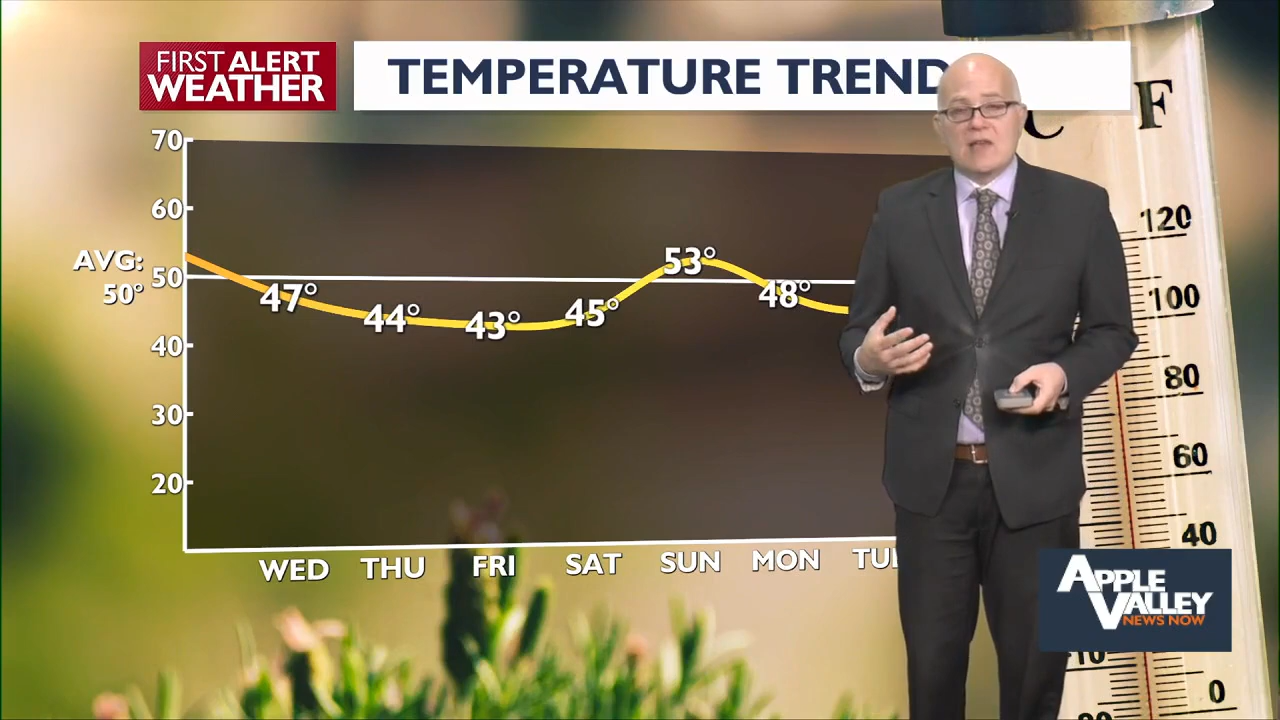 FIRST ALERT
WEATHER
TEMPERATURE TREND
C F
70
60
AVG:
50°
50
40
30
20
47°
44°
43°
45°
53°
48°
WED THU FRI SAT SUN MON
120
100
80
60
40
0
APPLE
VALLEY
NEWS NOW